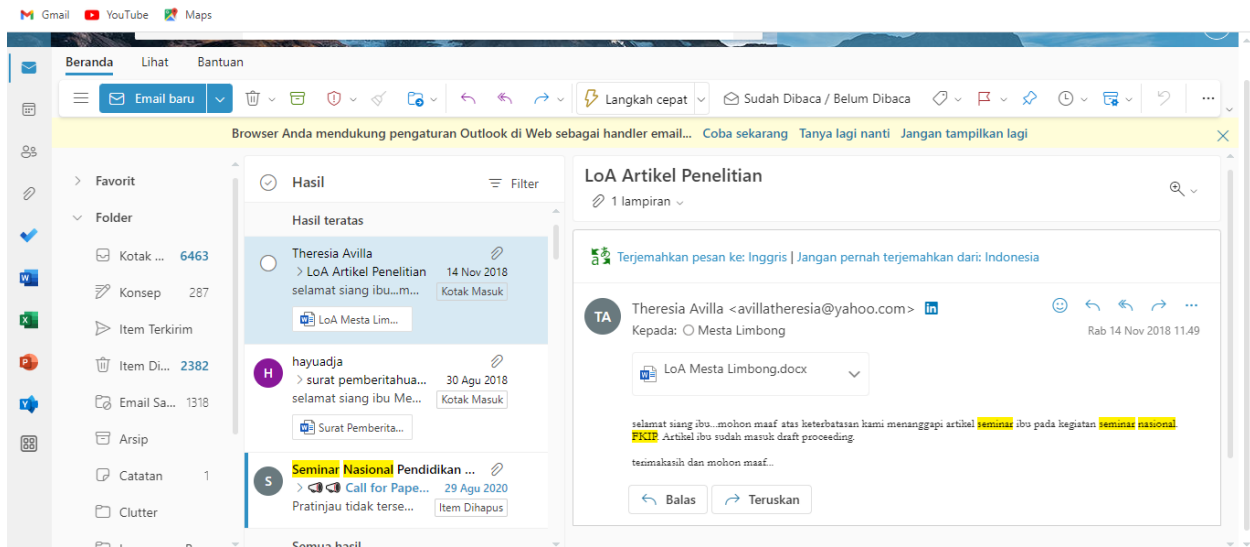 Gmail YouTube Maps
Beranda Lihat Bantuan
Email baru Langkah cepat Sudah Dibaca / Belum Dibaca
Browser Anda mendukung pengaturan Outlook di Web sebagai handler email... Coba sekarang Tanya lagi nanti Jangan tampilkan lagi
Favorit
Folder
Kotak ... 6463
Konsep 287
Item Terkirim
Item Di... 2382
Email Sa... 1318
Arsip
Catatan 1
Clutter
Hasil Filter
Hasil teratas
Theresia Avilla
> LoA Artikel Penelitian 14 Nov 2018
selamat siang ibu...m... Kotak Masuk
LoA Mesta Lim...
H
hayuadja
> surat pemberitahua... 30 Agu 2018
selamat siang ibu Me... Kotak Masuk
Surat Pemberita...
S
Seminar Nasional Pendidikan ...
> Call for Pape... 29 Agu 2020
Pratinjau tidak terse... Item Dihapus
Semua hasil
LoA Artikel Penelitian
1 lampiran
Terjemahkan pesan ke: Inggris | Jangan pernah terjemahkan dari: Indonesia
TA
Theresia Avilla <avillatheresia@yahoo.com>
Kepada: Mesta Limbong Rab 14 Nov 2018 11.49
LoA Mesta Limbong.docx
selamat siang ibu...mohon maaf atas keterbatasan kami menanggapi artikel seminar ibu pada kegiatan seminar nasional
FKIP. Artikel ibu sudah masuk draft proceeding.
terimakasih dan mohon maaf...
Balas Teruskan